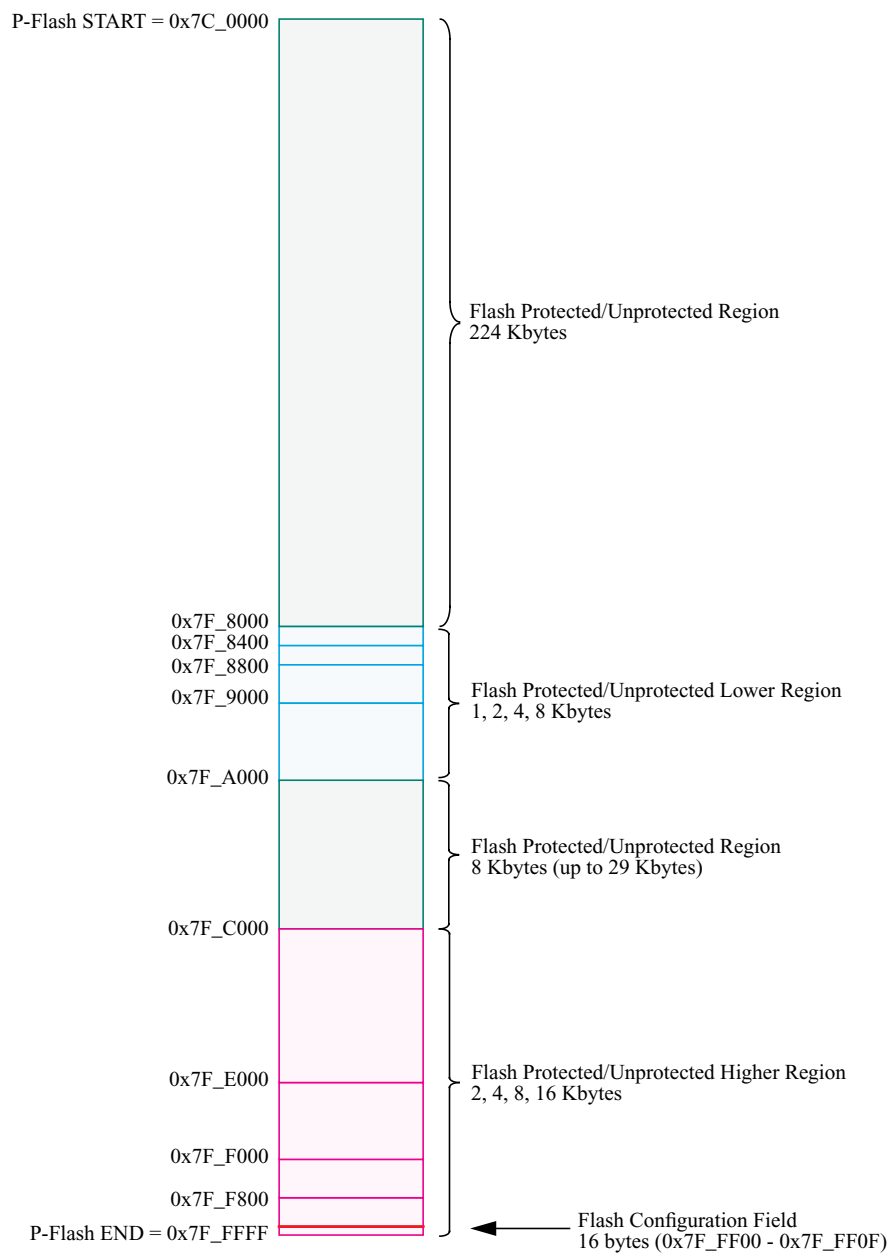 P-Flash START = 0x7C_0000
Flash Protected/Unprotected Region
224 Kbytes
0x7F_8000
0x7F_8400
0x7F_8800
0x7F_9000
Flash Protected/Unprotected Lower Region
1, 2, 4, 8 Kbytes
0x7F_A000
Flash Protected/Unprotected Region
8 Kbytes (up to 29 Kbytes)
0x7F_C000
0x7F_E000
Flash Protected/Unprotected Higher Region
2, 4, 8, 16 Kbytes
0x7F_F000
0x7F_F800
P-Flash END = 0x7F_FFFF
Flash Configuration Field
16 bytes (0x7F_FF00 - 0x7F_FF0F)